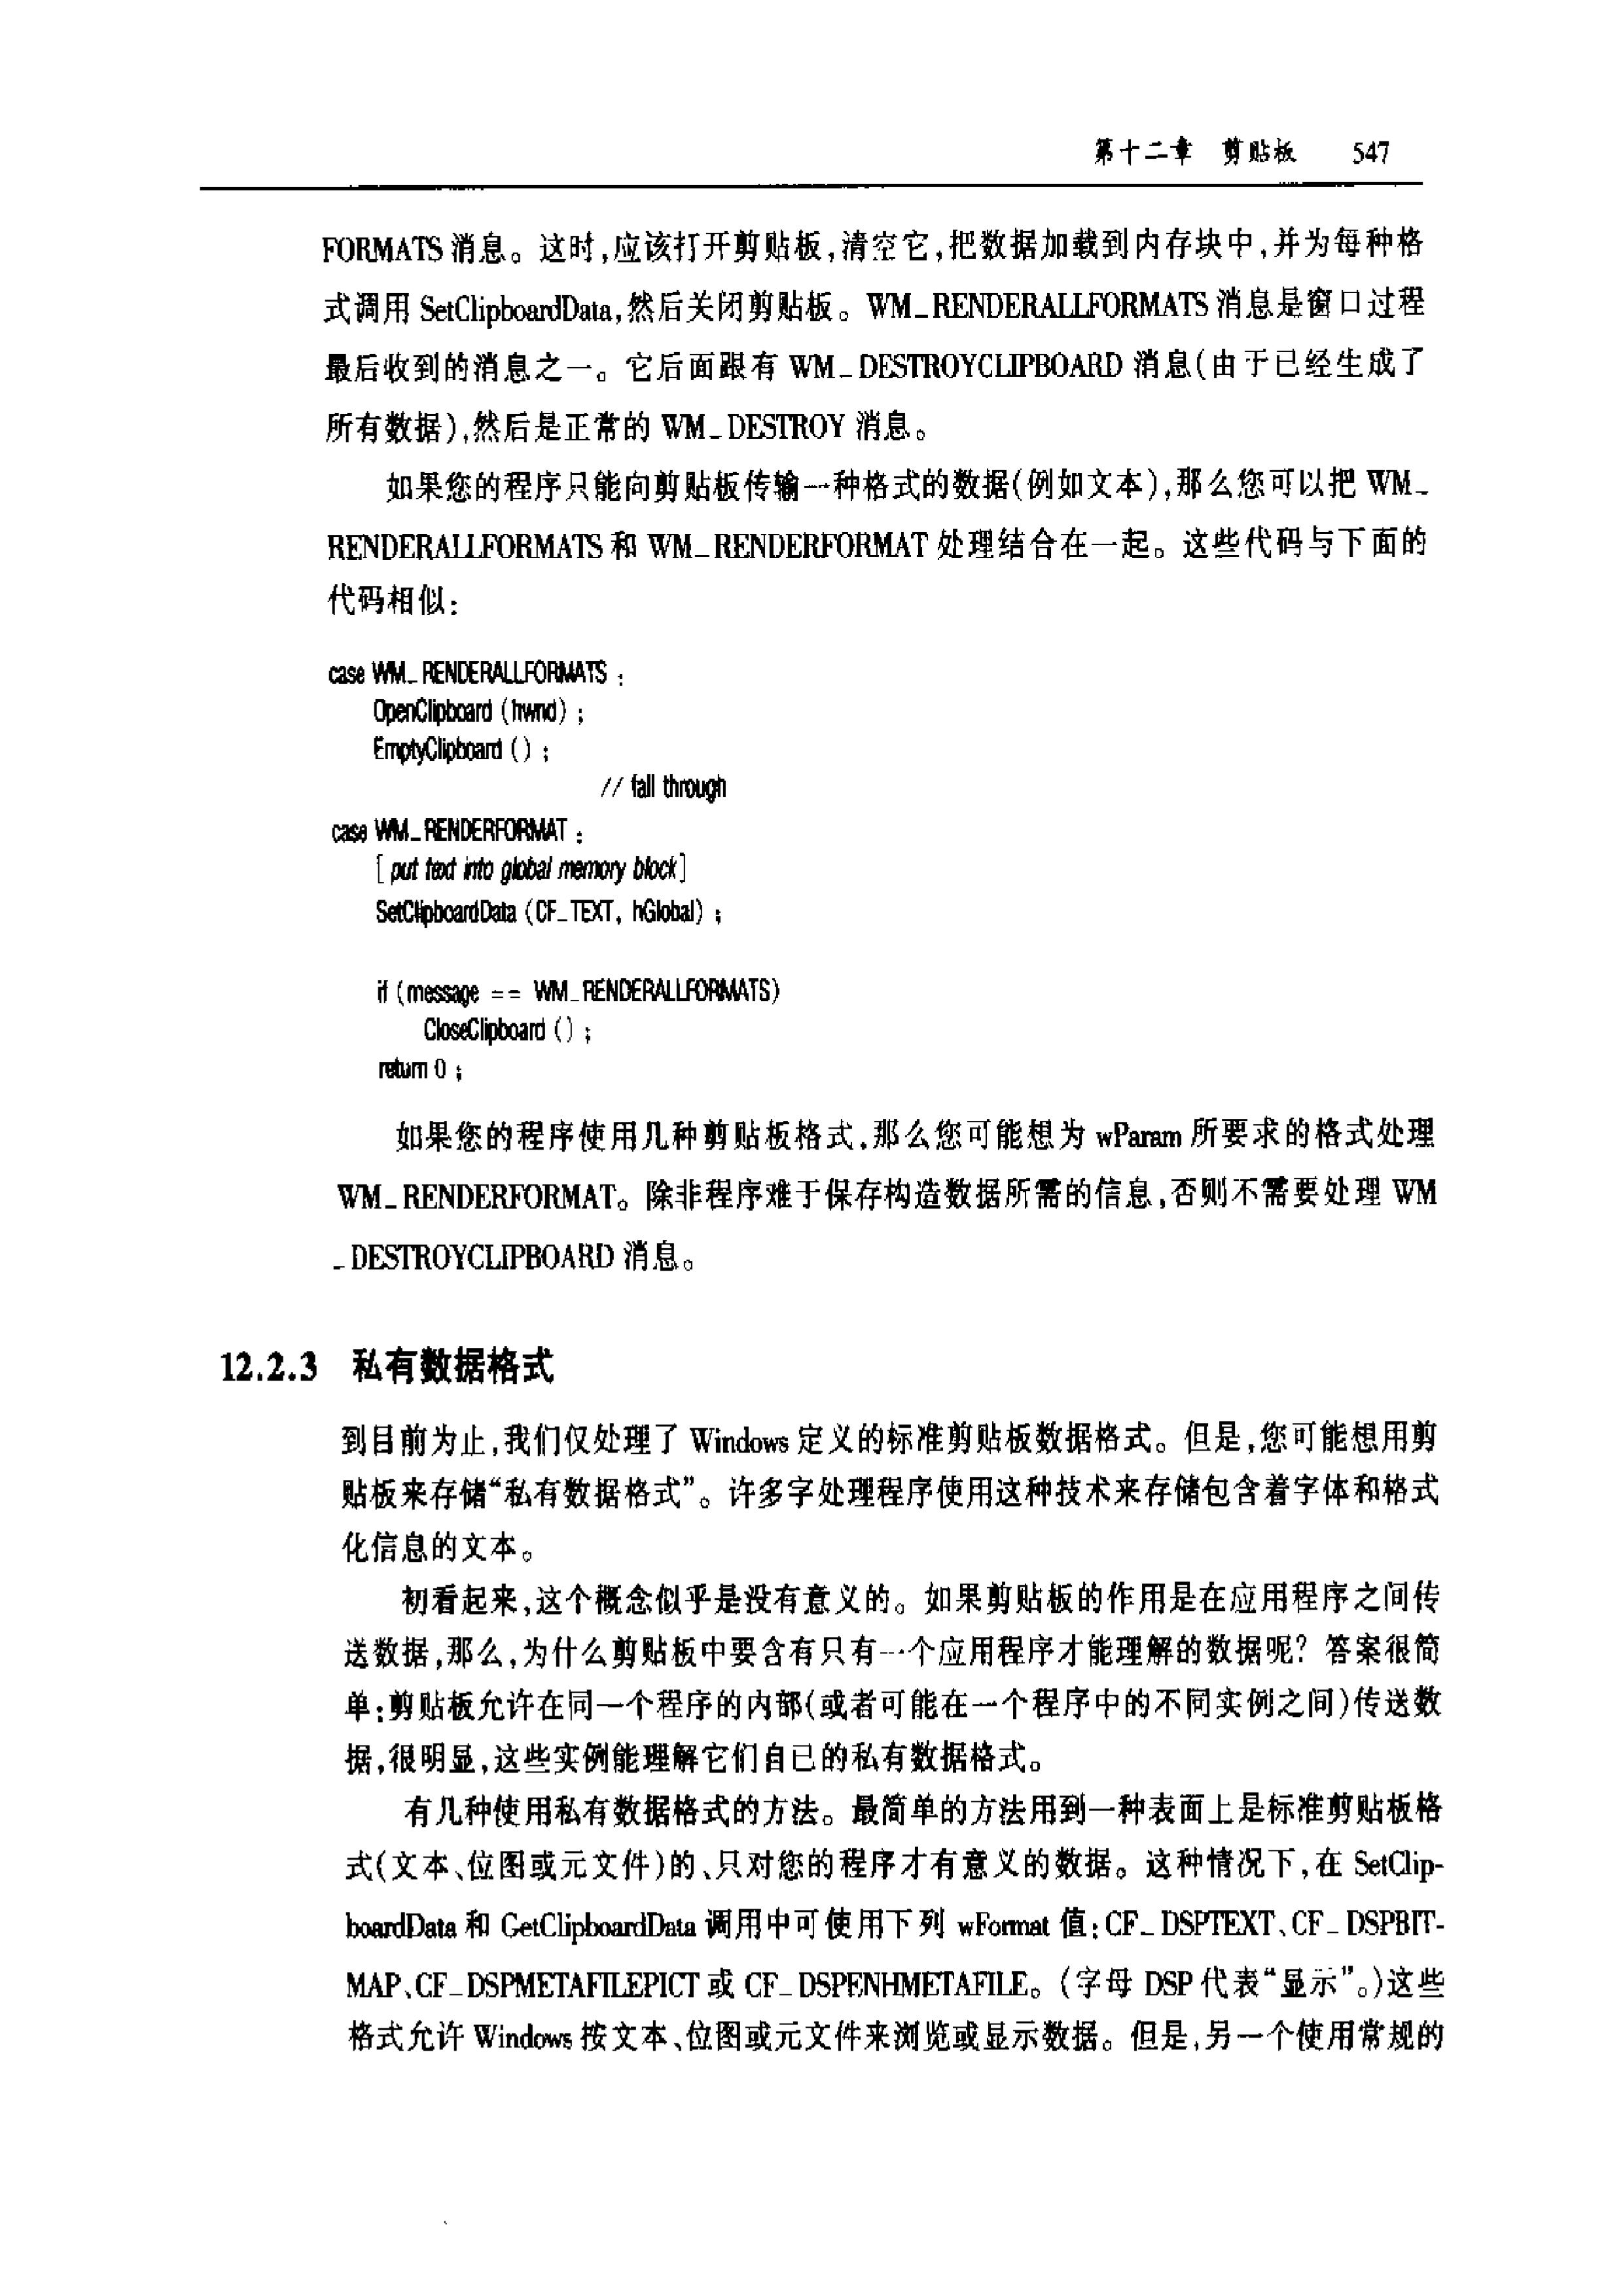 第十二章 剪贴板 547
FORMATS 消息。这时,应该打开剪贴板,清空它,把数据加载到内存块中,并为每种格
式调用 SetClipboardData,然后关闭剪贴板。WM_RENDERALLFORMATS 消息是窗口过程
最后收到的消息之一。它后面跟有 WM_DESTROYCLIPBOARD 消息(由于已经生成了
所有数据),然后是正常的 WM_DESTROY 消息。
如果您的程序只能向剪贴板传输一种格式的数据(例如文本),那么您可以把 WM_
RENDERALLFORMATS 和 WM_RENDERFORMAT 处理结合在一起。这些代码与下面的
代码相似:
case WM_RENDERALLFORMATS ;
OpenClipboard (hwnd) ;
EmptyClipboard () ;
// fall through
case WM_RENDERFORMAT ;
[ put text into global memory block]
SetClipboardData (CF_TEXT, hGlobal) ;
if (message == WM_RENDERALLFORMATS)
CloseClipboard () ;
return 0 ;
如果您的程序使用几种剪贴板格式,那么您可能想为 wParam 所要求的格式处理
WM_RENDERFORMAT。除非程序难于保存构造数据所需的信息,否则不需要处理 WM
_DESTROYCLIPBOARD 消息。
12.2.3 私有数据格式
到目前为止,我们仅处理了 Windows 定义的标准剪贴板数据格式。但是,您可能想用剪
贴板来存储“私有数据格式”。许多字处理程序使用这种技术来存储包含着字体和格式
化信息的文本。
初看起来,这个概念似乎是没有意义的。如果剪贴板的作用是在应用程序之间传
送数据,那么,为什么剪贴板中要含有只有一个应用程序才能理解的数据呢? 答案很简
单:剪贴板允许在同一个程序的内部(或者可能在一个程序中的不同实例之间)传送数
据,很明显,这些实例能理解它们自已的私有数据格式。
有几种使用私有数据格式的方法。最简单的方法用到一种表面上是标准剪贴板格
式(文本、位图或元文件)的、只对您的程序才有意义的数据。这种情况下,在 SetClip-
boardData 和 GetClipboardData 调用中可使用下列 wFormat 值:CF_DSPTEXT、CF_DSPBIT-
MAP、CF_DSPMETAFILEPICT 或 CF_DSPENHMETAFILE。(字母 DSP 代表“显示”。)这些
格式允许 Windows 按文本、位图或元文件来浏览或显示数据。但是,另一个使用常规的